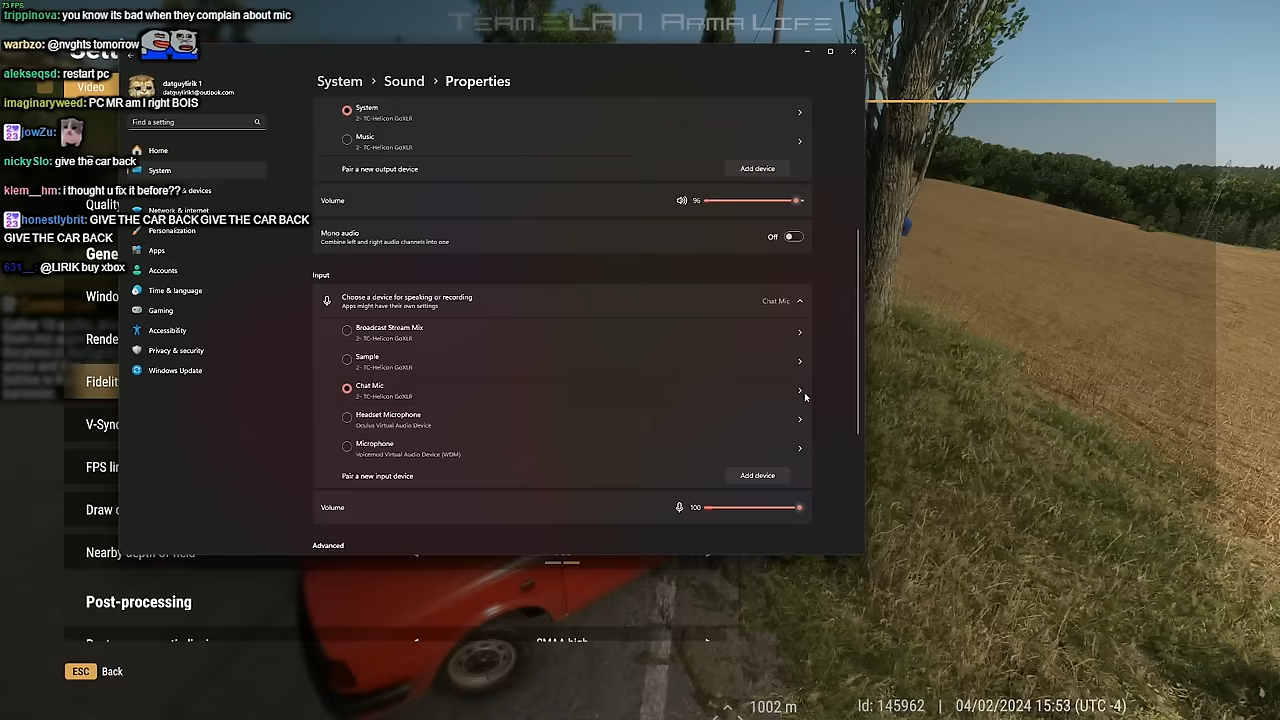 73 FPS
TEAM ELAN ARMA LIFE
trippinova: you know its bad when they complain about mic
warbzo: @nvghts tomorrow
alekseqsd: restart pc
imaginaryweed: PC MR am I right BOIS
jowZu:
nickySlo: give the car back
klem__hm: i thought u fix it before??
honestlybrit: GIVE THE CAR BACK GIVE THE CAR BACK
GIVE THE CAR BACK
631__: @LIRIK buy xbox
Video
Quality
Gene
Windo
Rende
Fidelit
V-Sync
FPS lin
Draw
Nearby depth of field
Post-processing
SMAA high
ESC Back
datguylirik 1
datguylirik1@outlook.com
Find a setting
Home
System
& devices
Network & internet
Personalization
Apps
Accounts
Time & language
Gaming
Accessibility
Privacy & security
Windows Update
System > Sound > Properties
System
2- TC-Helicon GoXLR
Music
2- TC-Helicon GoXLR
Pair a new output device
Add device
Volume
96
Mono audio
Combine left and right audio channels into one
Off
Input
Choose a device for speaking or recording
Apps might have their own settings
Chat Mic
Broadcast Stream Mix
2- TC-Helicon GoXLR
Sample
2- TC-Helicon GoXLR
Chat Mic
2- TC-Helicon GoXLR
Headset Microphone
Oculus Virtual Audio Device
Microphone
Voicemod Virtual Audio Device (WDM)
Pair a new input device
Add device
Volume
100
Advanced
1002 m
Id: 145962 | 04/02/2024 15:53 (UTC -4)